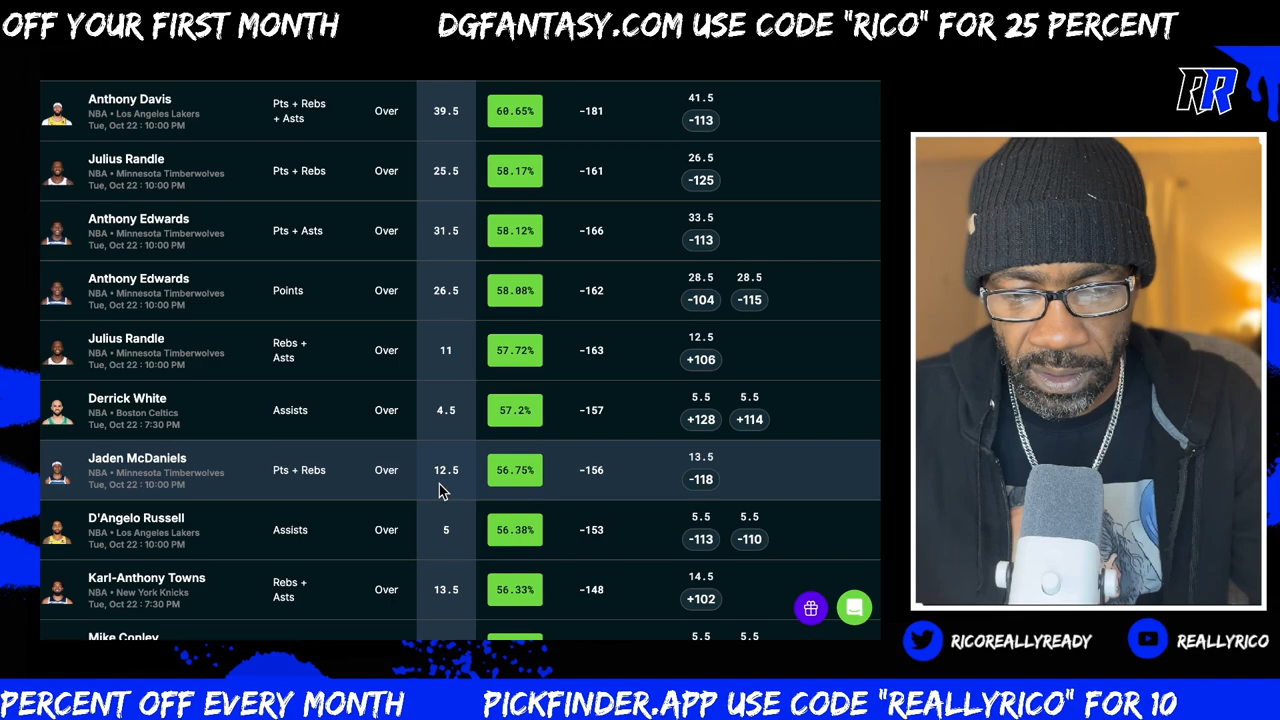 OFF YOUR FIRST MONTH
DGFANTASY.COM USE CODE "RICO" FOR 25 PERCENT
RR
Anthony Davis
NBA • Los Angeles Lakers
Tue, Oct 22 : 10:00 PM
Pts + Rebs
+ Asts
Over
39.5
60.65%
-181
41.5
-113
Julius Randle
NBA • Minnesota Timberwolves
Tue, Oct 22 : 10:00 PM
Pts + Rebs
Over
25.5
58.17%
-161
26.5
-125
Anthony Edwards
NBA • Minnesota Timberwolves
Tue, Oct 22 : 10:00 PM
Pts + Asts
Over
31.5
58.12%
-166
33.5
-113
Anthony Edwards
NBA • Minnesota Timberwolves
Tue, Oct 22 : 10:00 PM
Points
Over
26.5
58.08%
-162
28.5 28.5
-104 -115
Julius Randle
NBA • Minnesota Timberwolves
Tue, Oct 22 : 10:00 PM
Rebs +
Asts
Over
11
57.72%
-163
12.5
+106
Derrick White
NBA • Boston Celtics
Tue, Oct 22 : 7:30 PM
Assists
Over
4.5
57.2%
-157
5.5 5.5
+128 +114
Jaden McDaniels
NBA • Minnesota Timberwolves
Tue, Oct 22 : 10:00 PM
Pts + Rebs
Over
12.5
56.75%
-156
13.5
-118
D'Angelo Russell
NBA • Los Angeles Lakers
Tue, Oct 22 : 10:00 PM
Assists
Over
5
56.38%
-153
5.5 5.5
-113 -110
Karl-Anthony Towns
NBA • New York Knicks
Tue, Oct 22 : 7:30 PM
Rebs +
Asts
Over
13.5
56.33%
-148
14.5
+102
Mike Conley
5.5 5.5
RICOREALLYREADY
REALLYRICO
PERCENT OFF EVERY MONTH
PICKFINDER.APP USE CODE "REALLYRICO" FOR 10